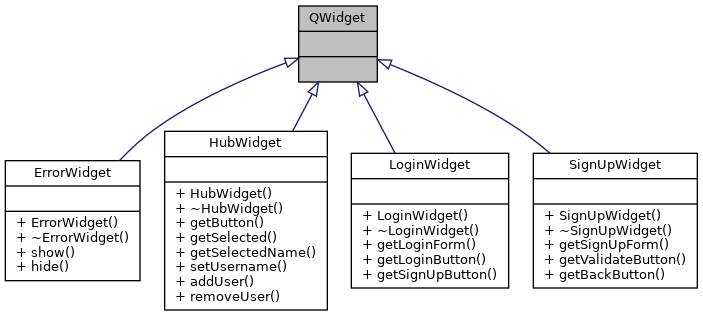 QWidget
ErrorWidget
+ ErrorWidget()
+ ~ErrorWidget()
+ show()
+ hide()
HubWidget
+ HubWidget()
+ ~HubWidget()
+ getButton()
+ getSelected()
+ getSelectedName()
+ setUsername()
+ addUser()
+ removeUser()
LoginWidget
+ LoginWidget()
+ ~LoginWidget()
+ getLoginForm()
+ getLoginButton()
+ getSignUpButton()
SignUpWidget
+ SignUpWidget()
+ ~SignUpWidget()
+ getSignUpForm()
+ getValidateButton()
+ getBackButton()